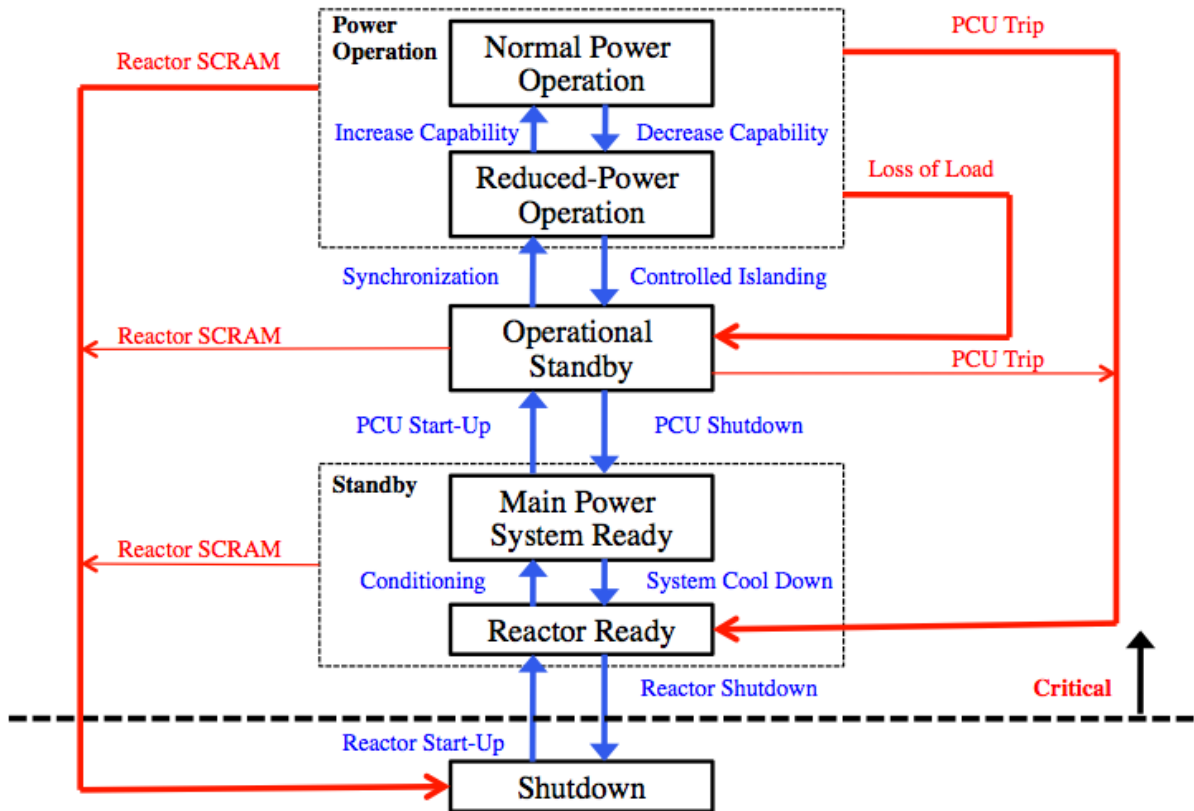 Power
Operation
Normal Power
Operation
PCU Trip
Reactor SCRAM
Increase Capability
Decrease Capability
Reduced-Power
Operation
Loss of Load
Synchronization
Controlled Islanding
Operational
Standby
Reactor SCRAM
PCU Trip
PCU Start-Up
PCU Shutdown
Standby
Main Power
System Ready
Reactor SCRAM
Conditioning
System Cool Down
Reactor Ready
Reactor Shutdown
Critical
Reactor Start-Up
Shutdown